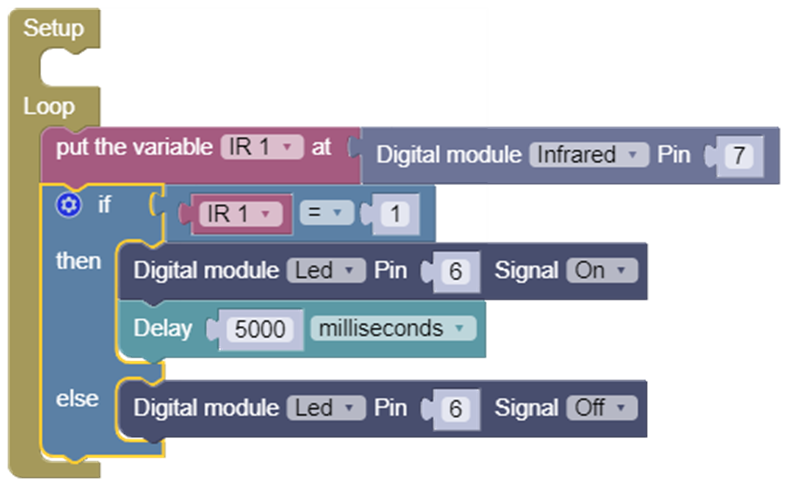 Setup
Loop
put the variable IR 1 at Digital module Infrared Pin 7
if IR 1 = 1
then Digital module Led Pin 6 Signal On
Delay 5000 milliseconds
else Digital module Led Pin 6 Signal Off